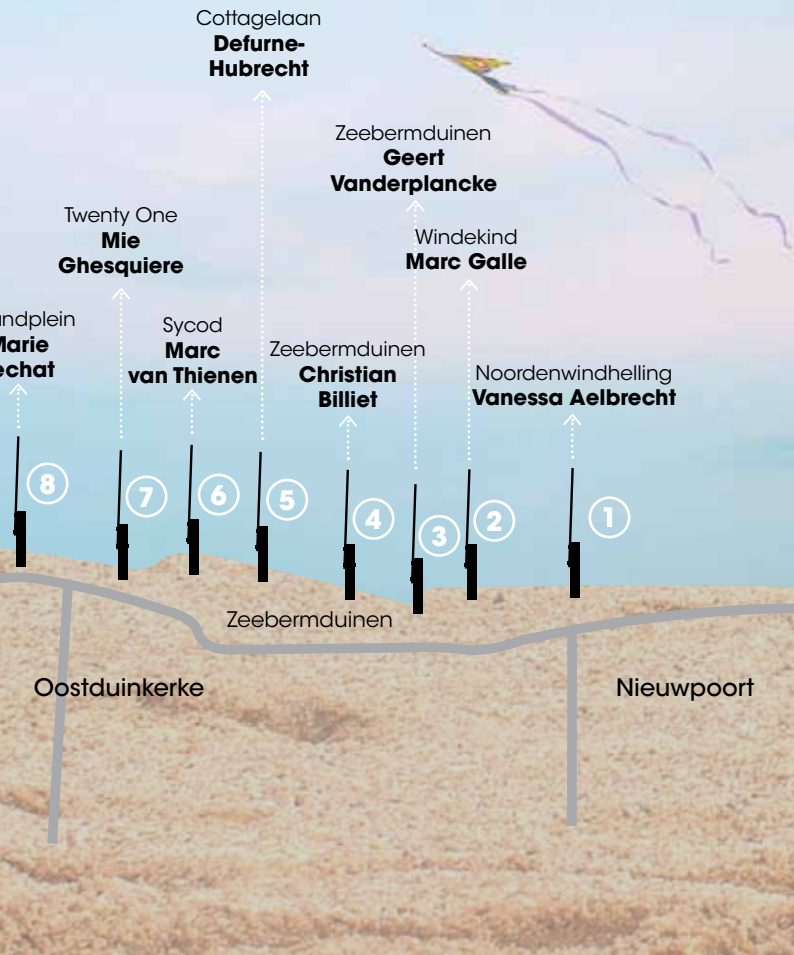 Cottagelaan
Defurne-
Hubrecht
Zeebermduinen
Geert
Vanderplancke
Twenty One
Mie
Ghesquiere
Windekind
Marc Galle
Sycod
Marc
van Thienen
Zeebermduinen
Christian
Billiet
Noordenwindhelling
Vanessa Aelbrecht
8
7
6
5
4
3
2
1
Zeebermduinen
Oostduinkerke
Nieuwpoort